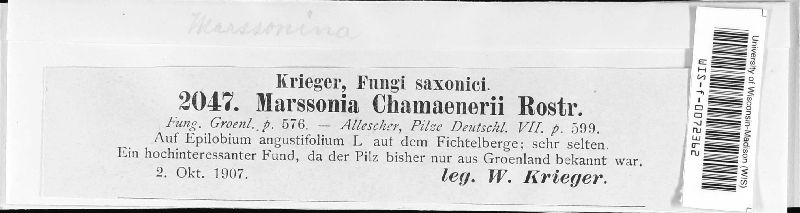 Marssonina
Krieger, Fungi saxonici.
2047. Marssonia Chamaenerii Rostr.
Fung. Groenl. p. 576. — Allescher, Pilze Deutschl. VII. p. 599.
Auf Epilobium angustifolium L auf dem Fichtelberge; sehr selten.
Ein hochinteressanter Fund, da der Pilz bisher nur aus Groenland bekannt war.
2. Okt. 1907.
leg. W. Krieger.
University of Wisconsin-Madison (WIS)
WIS-f-0072362